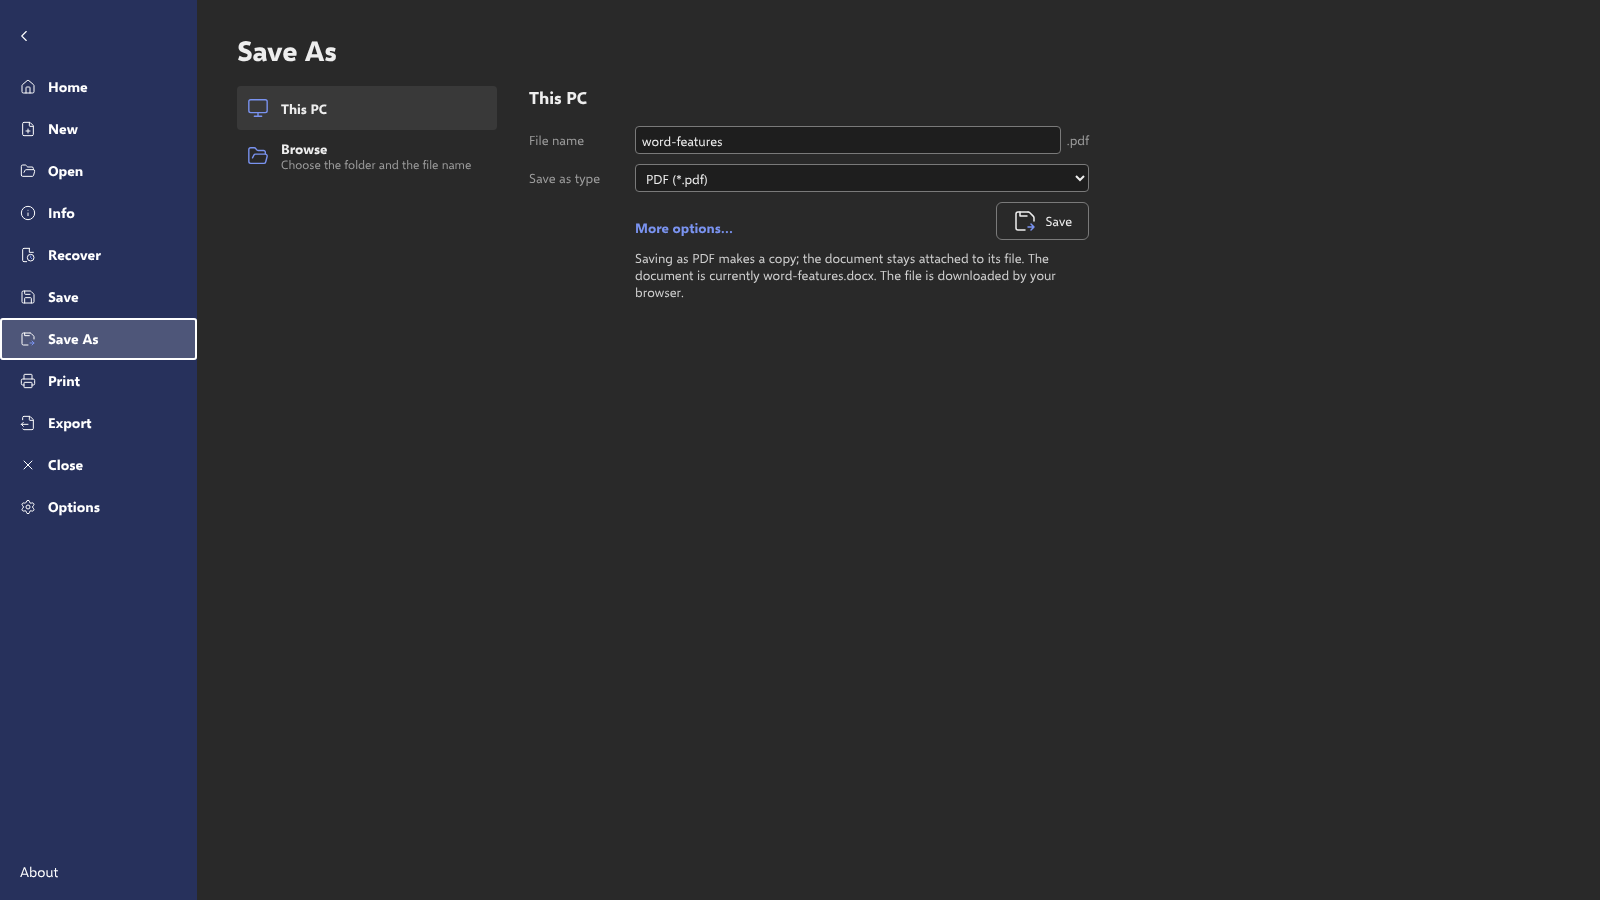 Home
New
Open
Info
Recover
Save
Save As
Print
Export
Close
Options
About
Save As
This PC
Browse
Choose the folder and the file name
This PC
File name
word-features
.pdf
Save as type
PDF (*.pdf)
More options...
Save
Saving as PDF makes a copy; the document stays attached to its file. The
document is currently word-features.docx. The file is downloaded by your
browser.